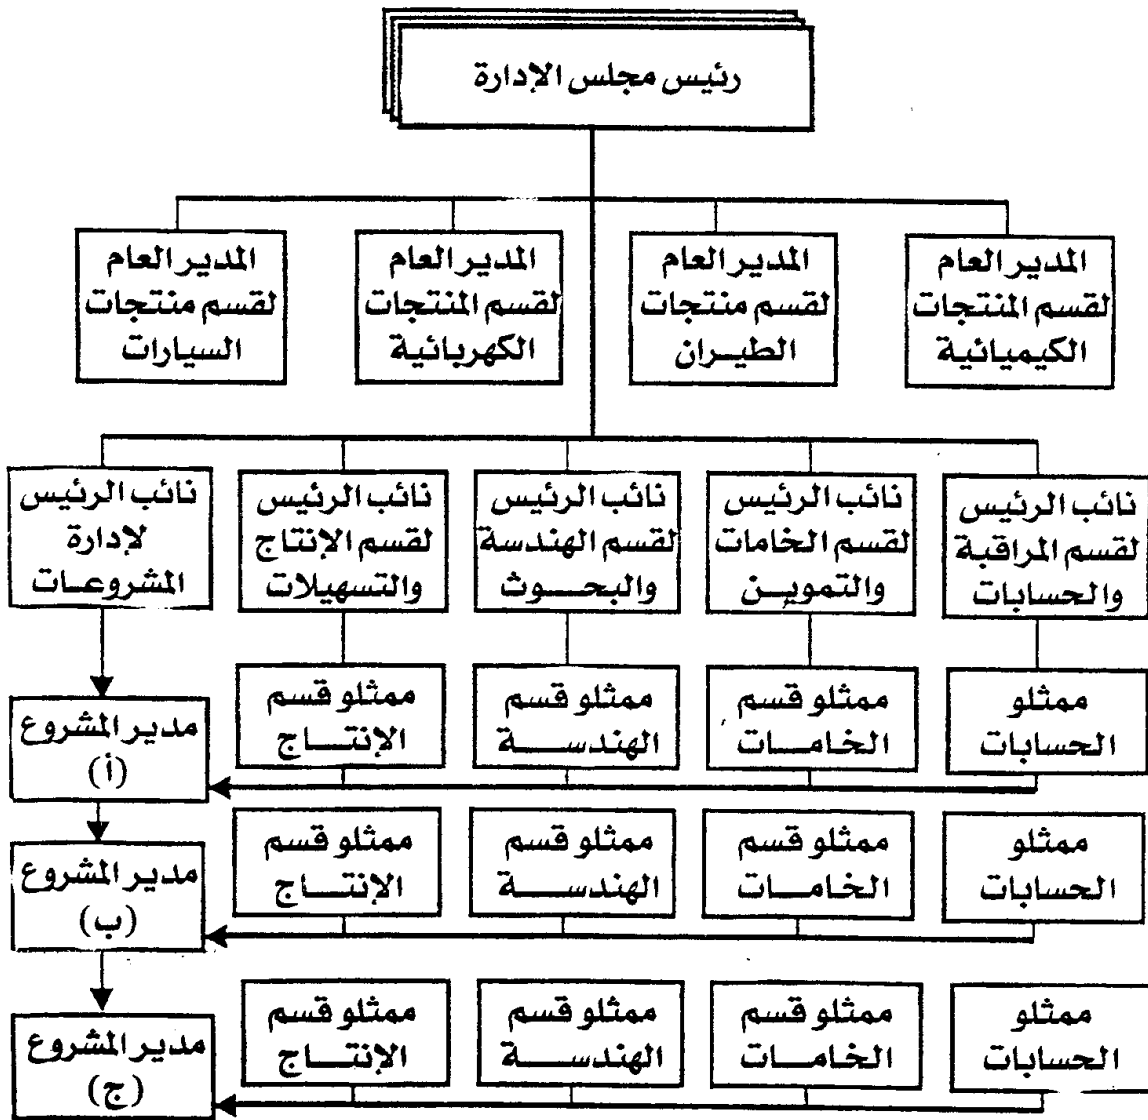 رئيس مجلس الإدارة
المدير العام
لقسم المنتجات
الكيميائية
المدير العام
لقسم منتجات
الطيران
المدير العام
لقسم المنتجات
الكهربائية
المدير العام
لقسم منتجات
السيارات
نائب الرئيس
لقسم المراقبة
والحسابات
نائب الرئيس
لقسم الخامات
والتموين
نائب الرئيس
لقسم الهندسة
والبحوث
نائب الرئيس
لقسم الإنتاج
والتسهيلات
نائب الرئيس
لإدارة
المشروعات
ممثلو
الحسابات
ممثلو قسم
الخامات
ممثلو قسم
الهندسة
ممثلو قسم
الإنتاج
مدير المشروع
(أ)
ممثلو
الحسابات
ممثلو قسم
الخامات
ممثلو قسم
الهندسة
ممثلو قسم
الإنتاج
مدير المشروع
(ب)
ممثلو
الحسابات
ممثلو قسم
الخامات
ممثلو قسم
الهندسة
ممثلو قسم
الإنتاج
مدير المشروع
(ج)